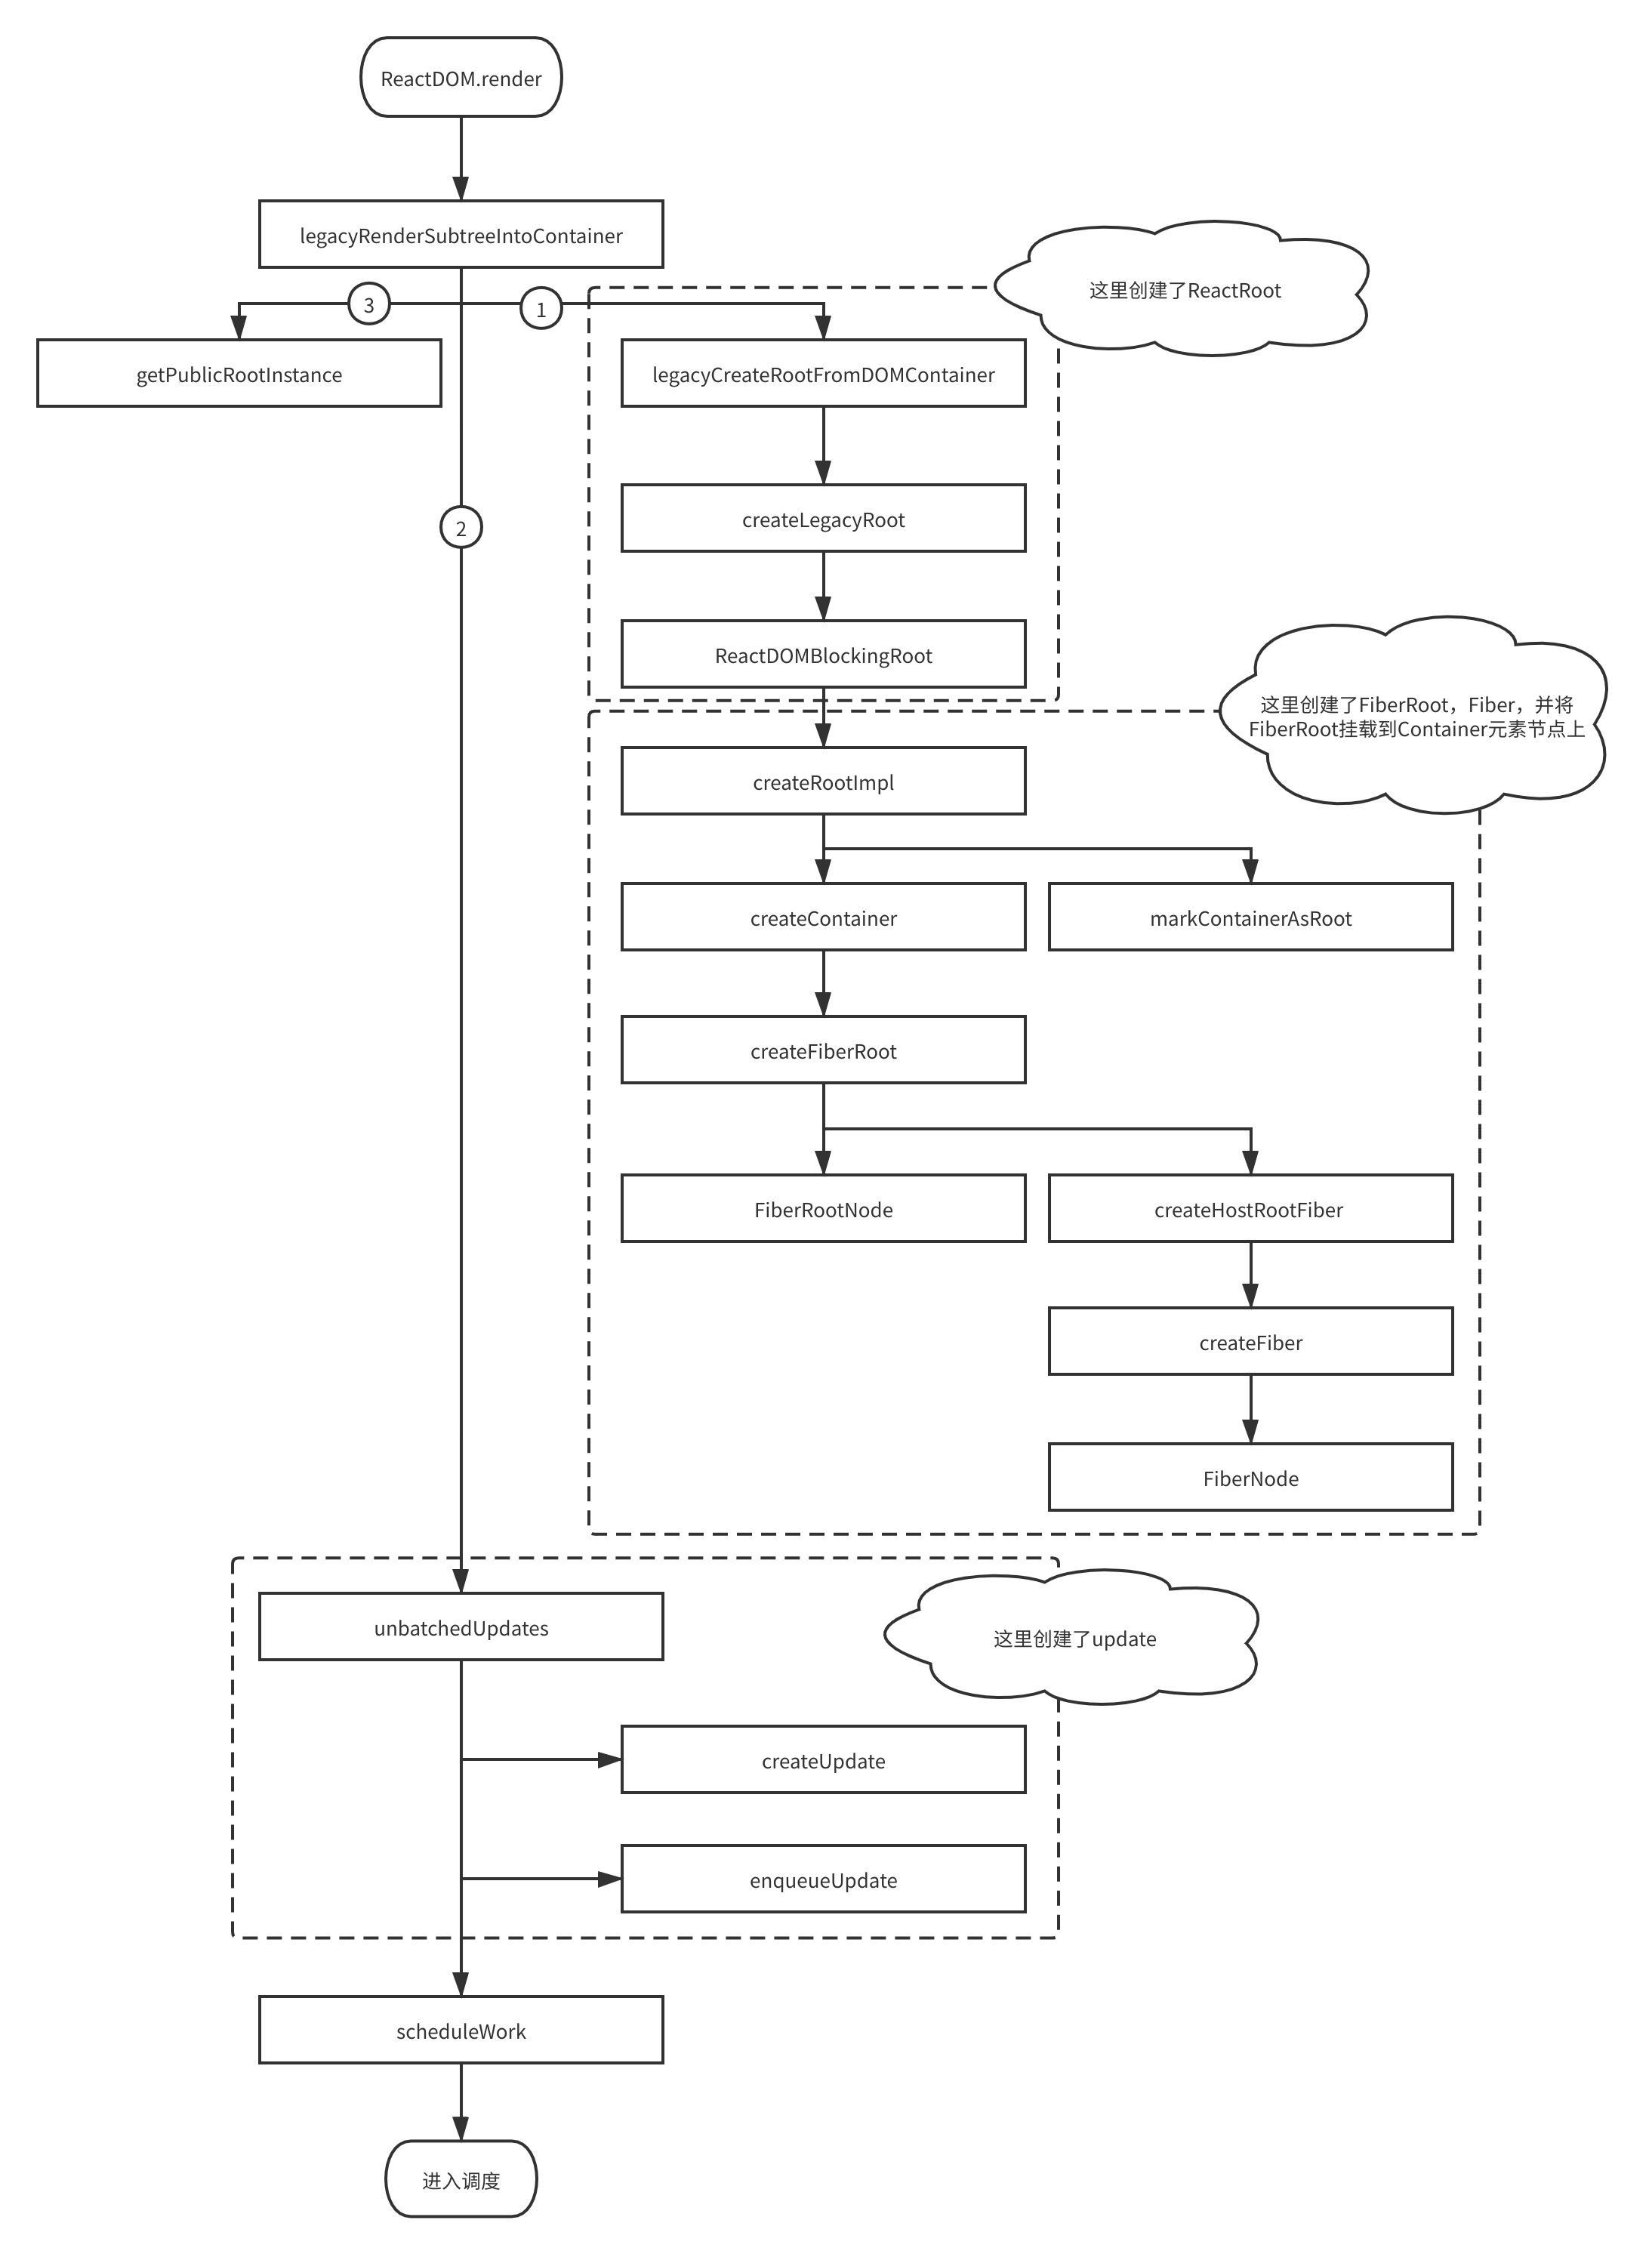 ReactDOM.render
legacyRenderSubtreeIntoContainer
这里创建了ReactRoot
3
1
getPublicRootInstance
legacyCreateRootFromDOMContainer
createLegacyRoot
2
ReactDOMBlockingRoot
这里创建了FiberRoot，Fiber，并将
FiberRoot挂载到Container元素节点上
createRootImpl
createContainer
markContainerAsRoot
createFiberRoot
FiberRootNode
createHostRootFiber
createFiber
FiberNode
unbatchedUpdates
这里创建了update
createUpdate
enqueueUpdate
scheduleWork
进入调度